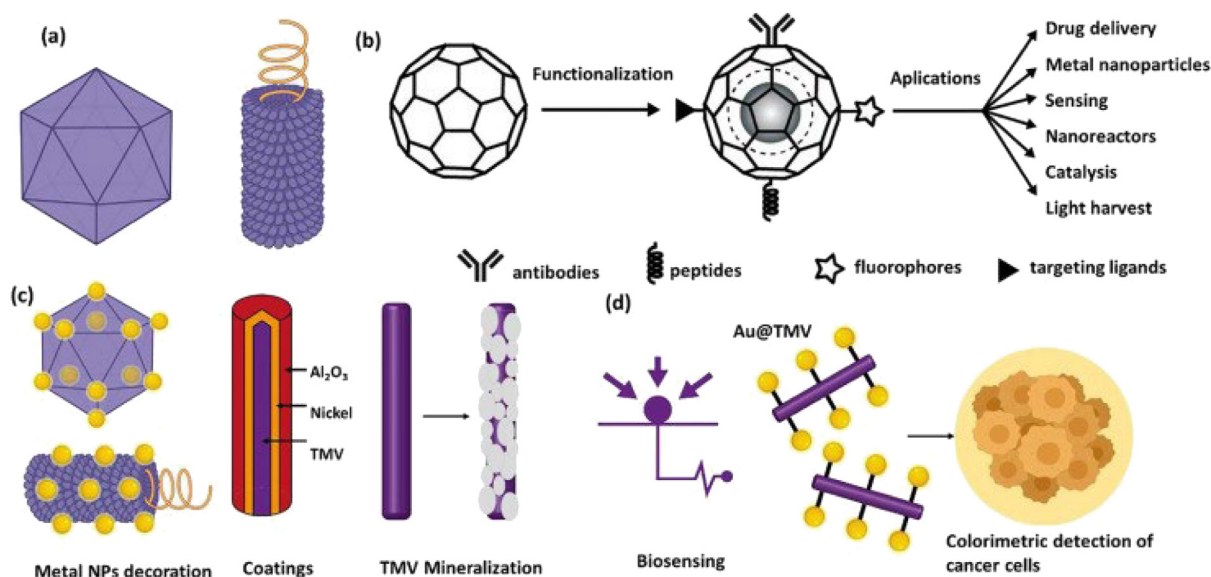 (a)
(b)
Functionalization
Aplications
Drug delivery
Metal nanoparticles
Sensing
Nanoreactors
Catalysis
Light harvest
antibodies
peptides
fluorophores
targeting ligands
(c)
Al₂O₃
Nickel
TMV
Metal NPs decoration
Coatings
TMV Mineralization
(d)
Au@TMV
Biosensing
Colorimetric detection of
cancer cells